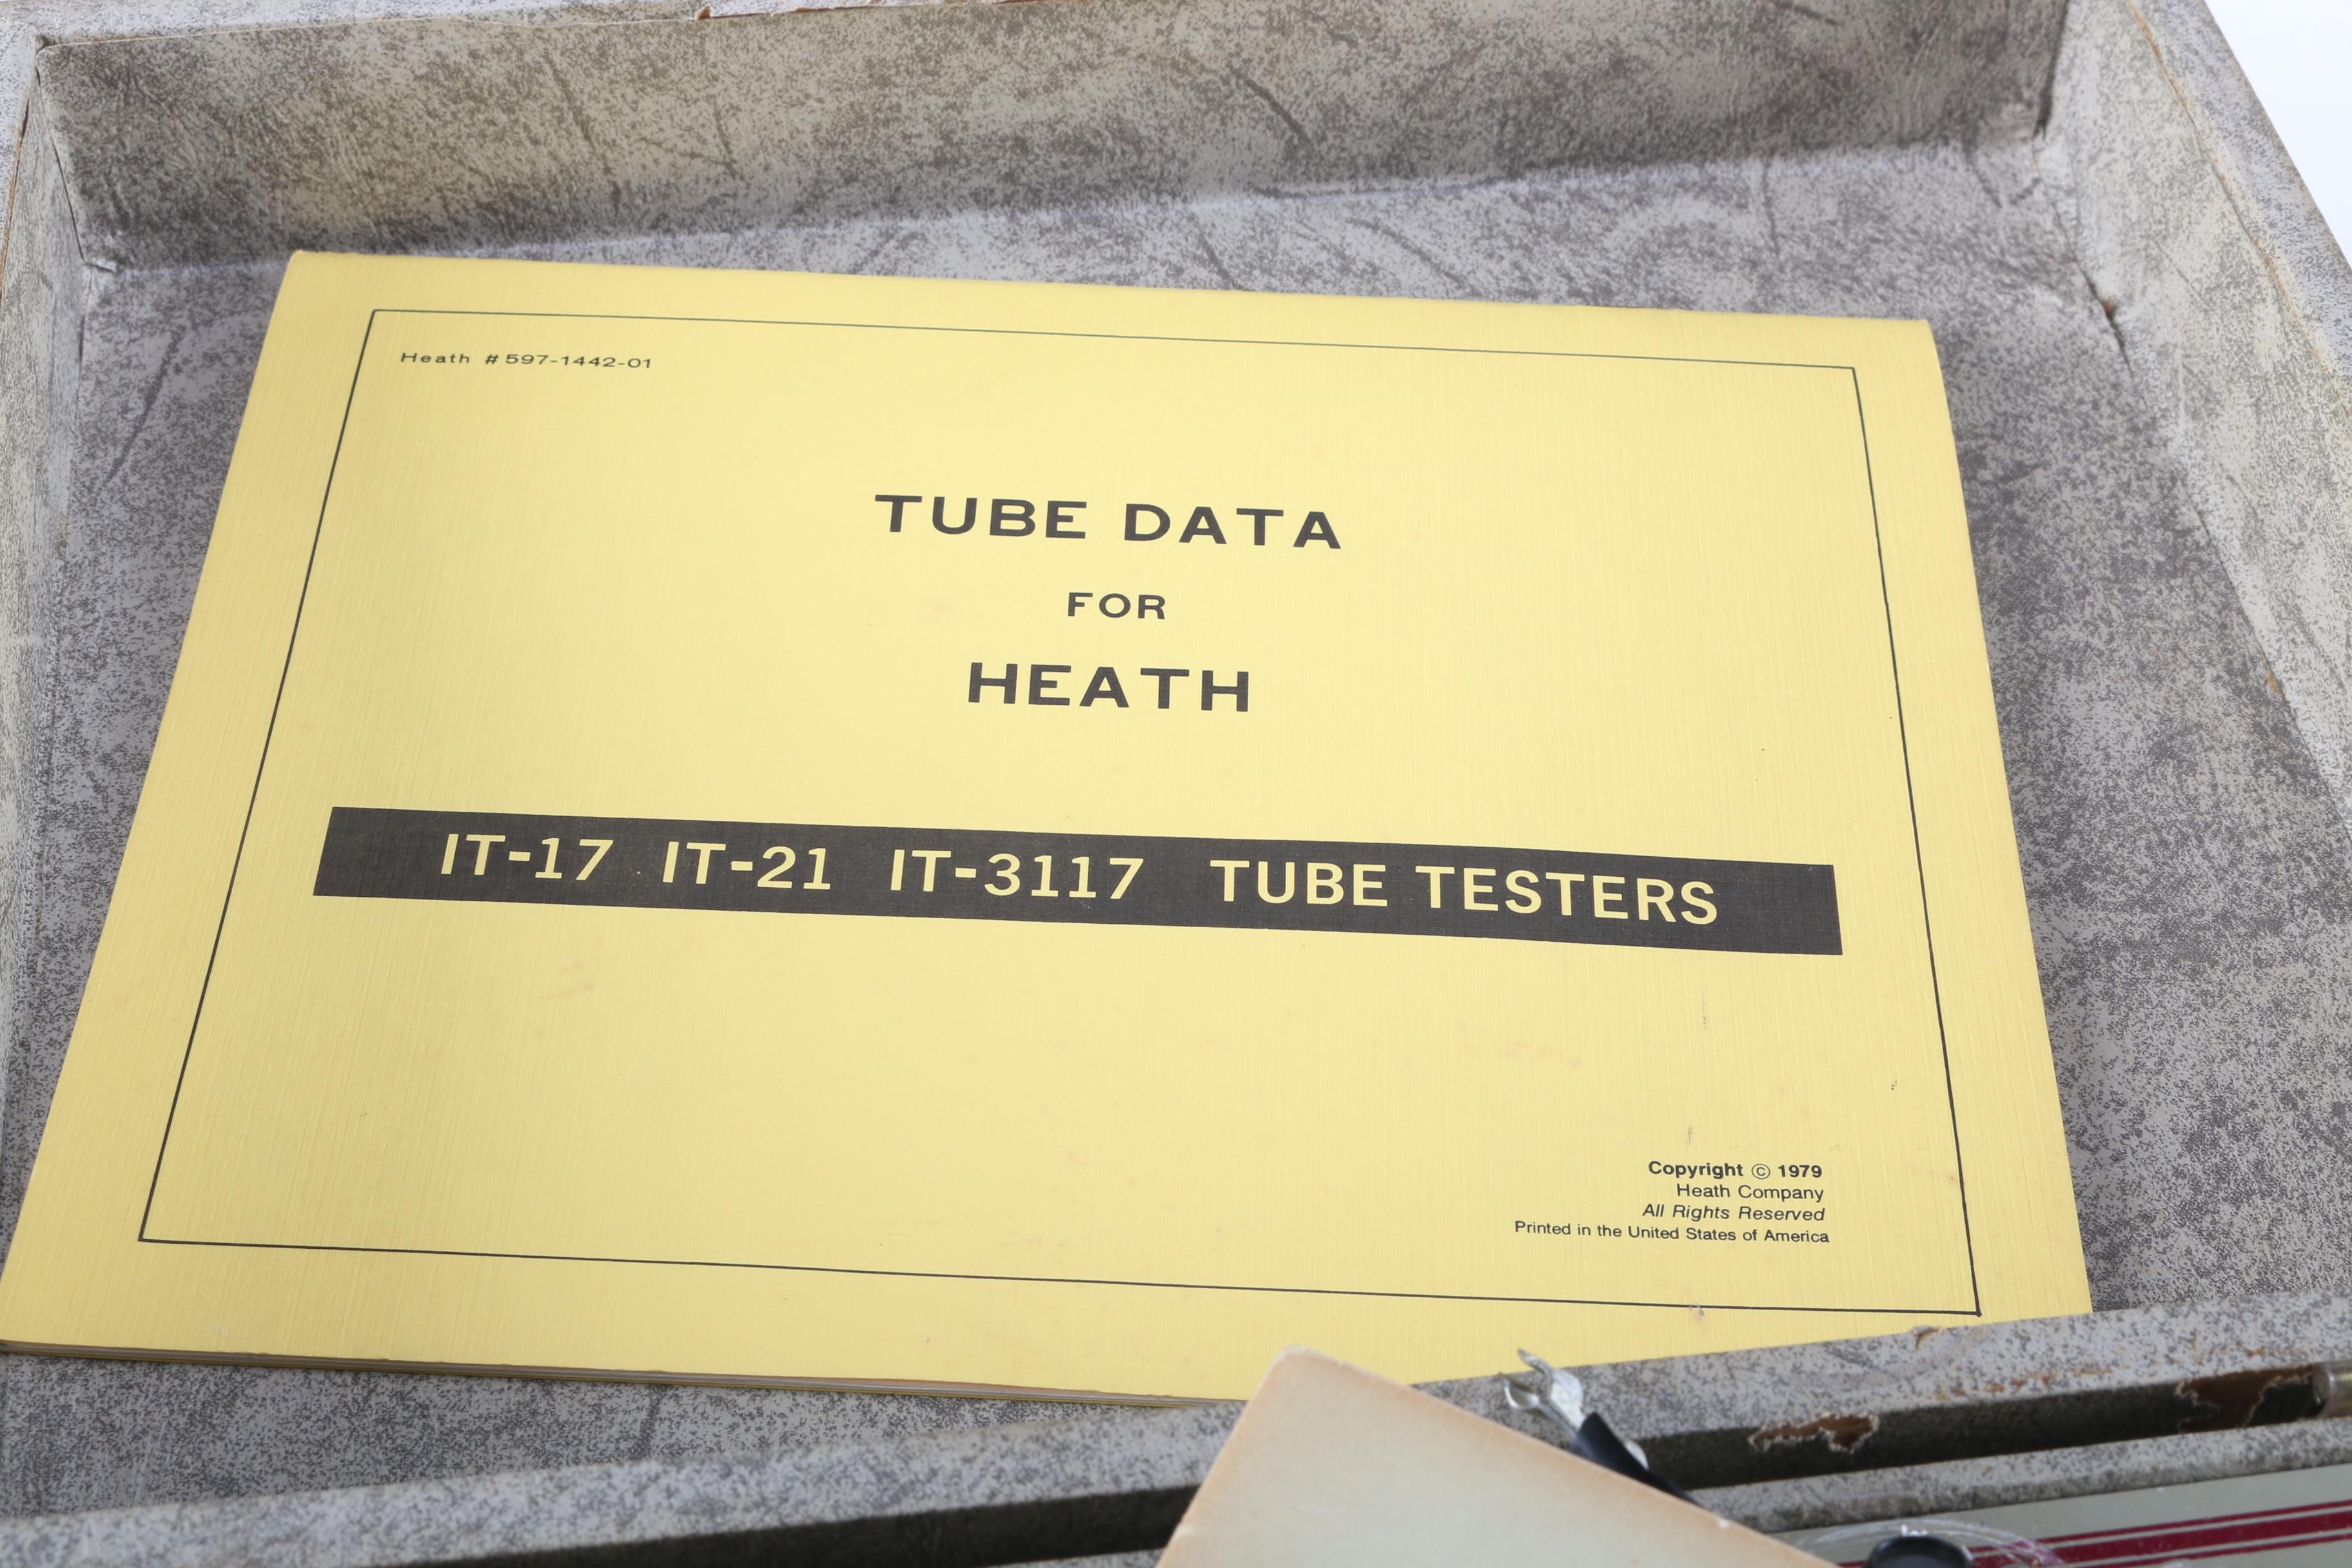 Heath #597-1442-01
TUBE DATA
FOR
HEATH
IT-17 IT-21 IT-3117 TUBE TESTERS
Copyright © 1979
Heath Company
All Rights Reserved
Printed in the United States of America